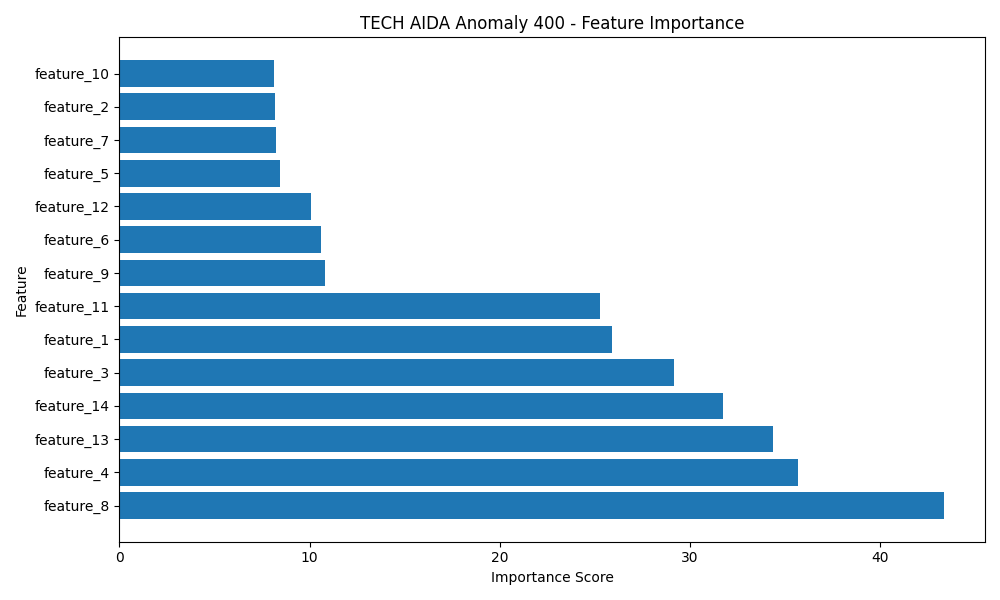 TECH AIDA Anomaly 400 - Feature Importance
feature_10
feature_2
feature_7
feature_5
feature_12
feature_6
feature_9
feature_11
feature_1
feature_3
feature_14
feature_13
feature_4
feature_8
Feature
0 10 20 30 40
Importance Score